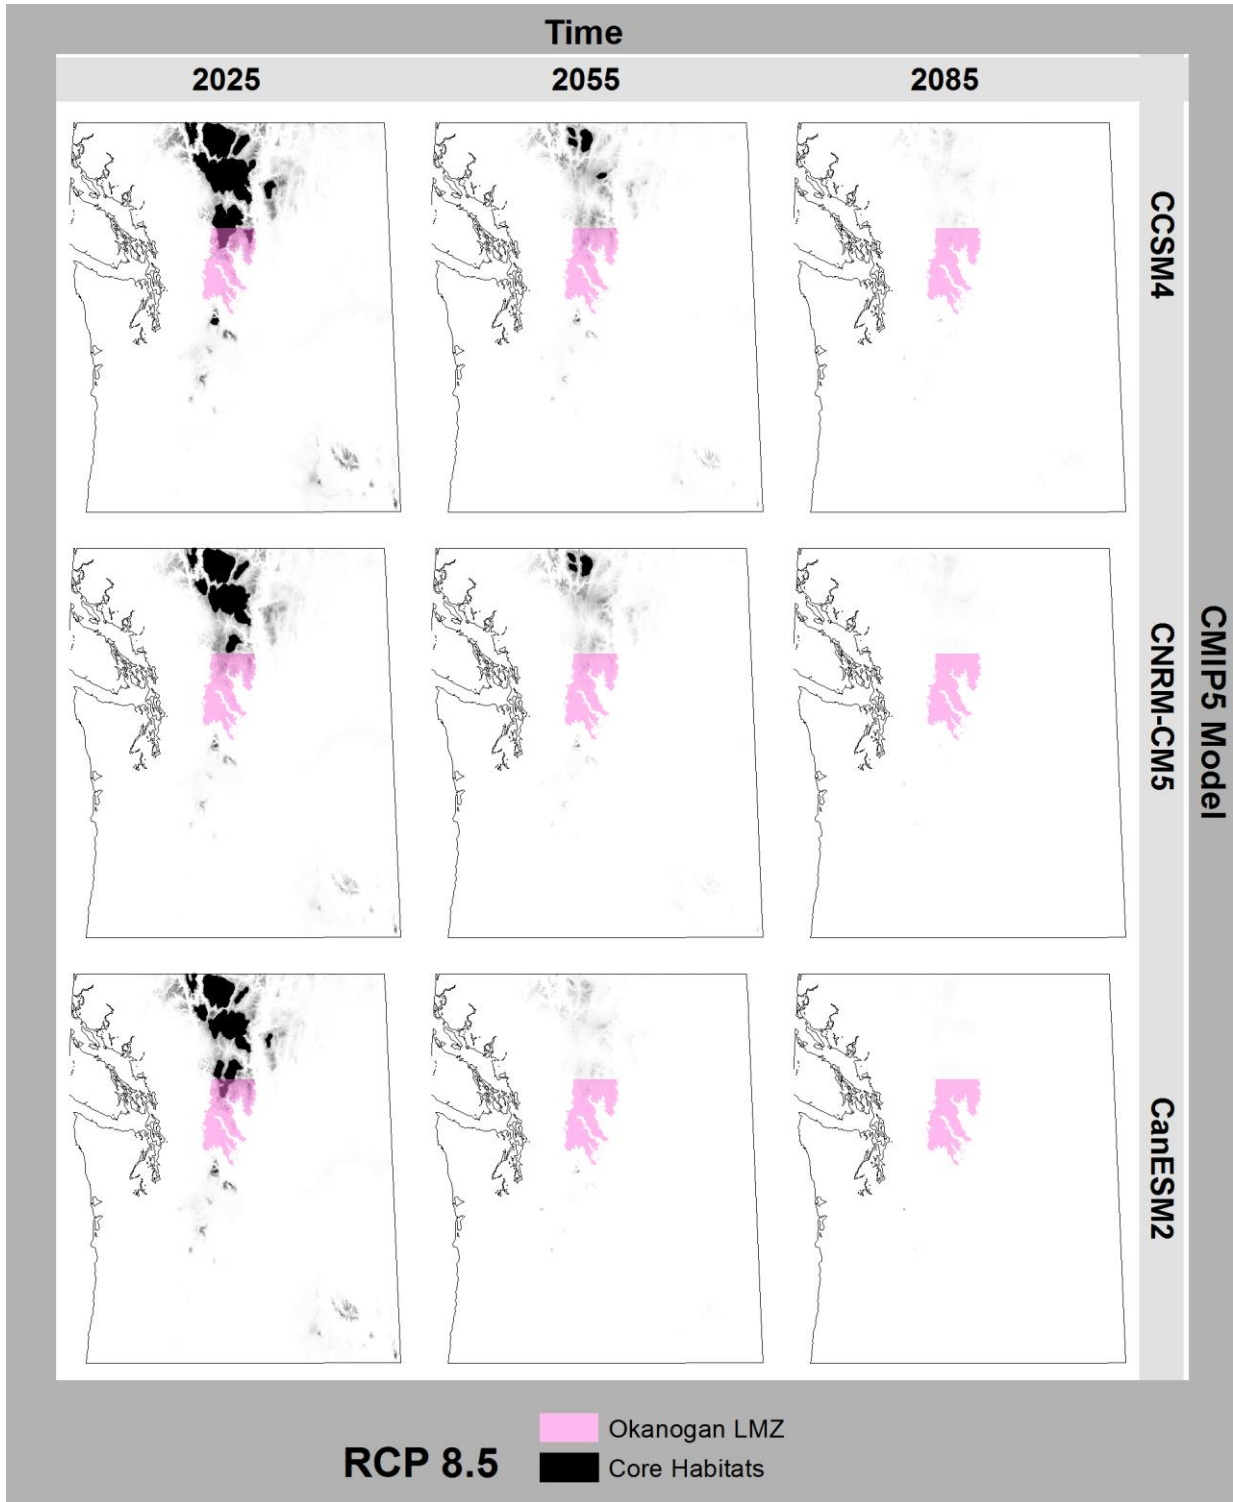 Time
2025 2055 2085
CCSM4
CNRM-CM5
CanESM2
CMIP5 Model
RCP 8.5
Okanogan LMZ
Core Habitats